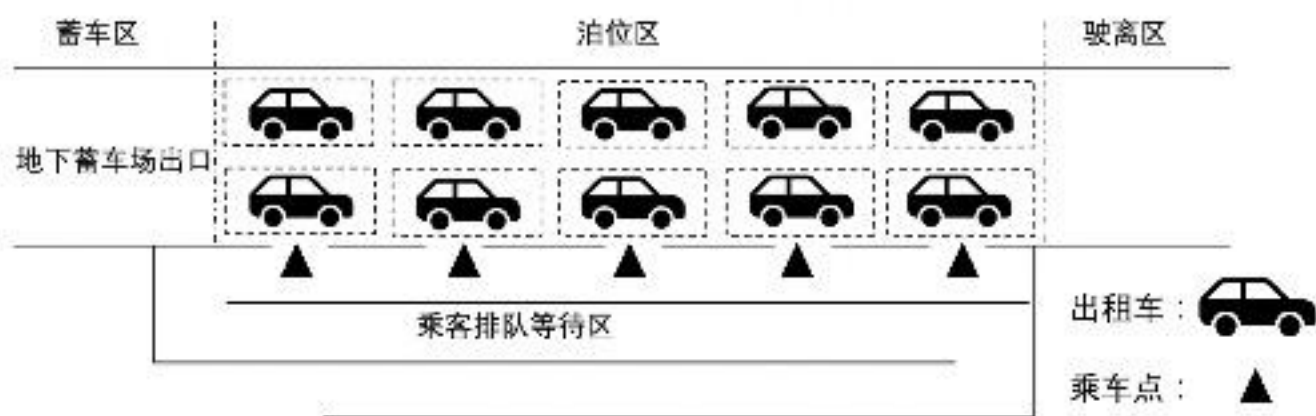 蓄车区
泊位区
驶离区
地下蓄车场出口
乘客排队等待区
出租车：
乘车点：